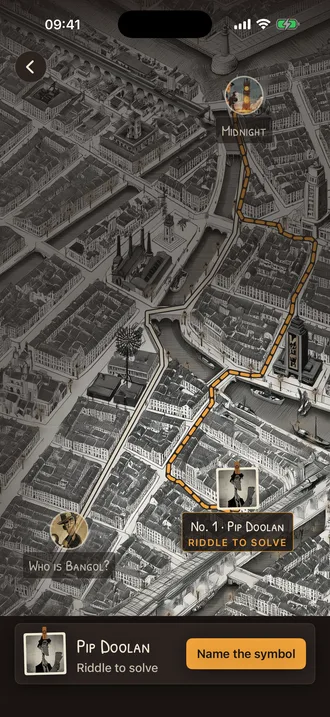 09:41
MIDNIGHT
No. 1 · PIP DOOLAN
RIDDLE TO SOLVE
WHO IS BANGOL?
PIP DOOLAN
Riddle to solve
Name the symbol